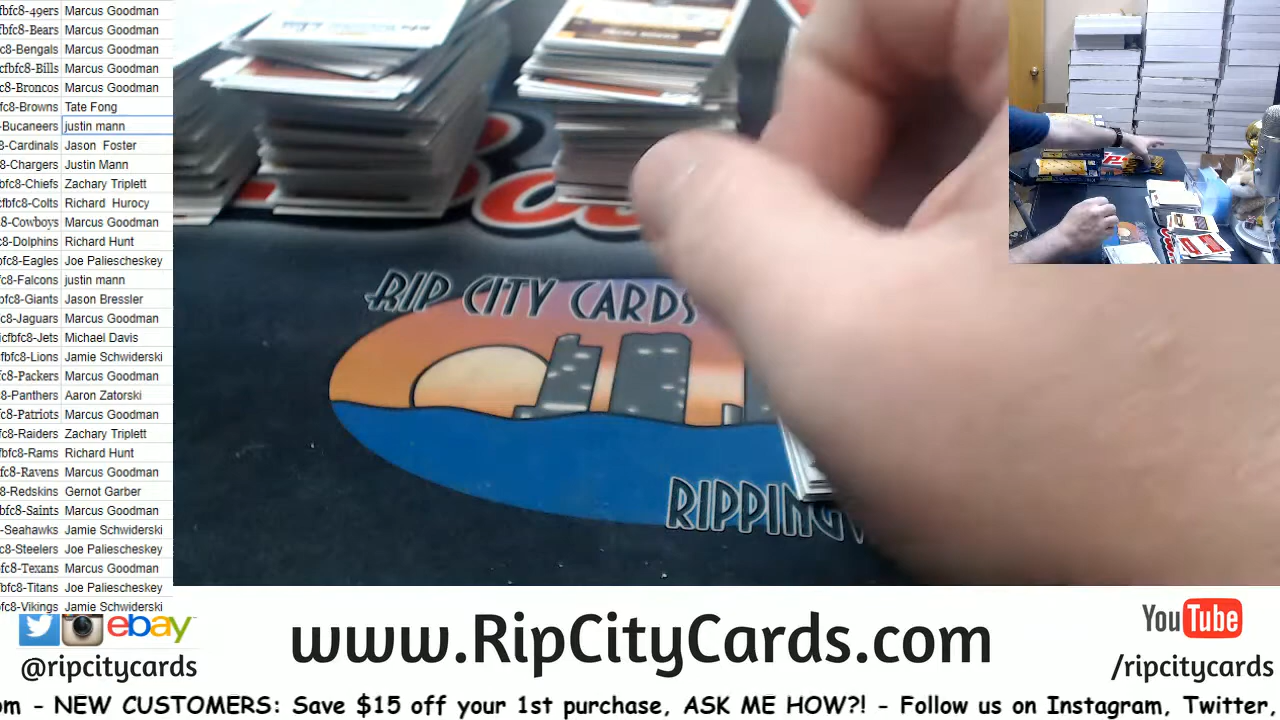 fbfc8-49ers Marcus Goodman
fbfc8-Bears Marcus Goodman
c8-Bengals Marcus Goodman
cfbfc8-Bills Marcus Goodman
fc8-Broncos Marcus Goodman
fc8-Browns Tate Fong
-Bucaneers justin mann
8-Cardinals Jason Foster
8-Chargers Justin Mann
bfc8-Chiefs Zachary Triplett
cfbfc8-Colts Richard Hurocy
8-Cowboys Marcus Goodman
c8-Dolphins Richard Hunt
fc8-Eagles Joe Paliescheskey
fc8-Falcons justin mann
bfc8-Giants Jason Bressler
c8-Jaguars Marcus Goodman
icfbfc8-Jets Michael Davis
fbfc8-Lions Jamie Schwiderski
fc8-Packers Marcus Goodman
8-Panthers Aaron Zatorski
fc8-Patriots Marcus Goodman
fc8-Raiders Zachary Triplett
fbfc8-Rams Richard Hunt
fc8-Ravens Marcus Goodman
8-Redskins Gernot Garber
bfc8-Saints Marcus Goodman
-Seahawks Jamie Schwiderski
c8-Steelers Joe Paliescheskey
fc8-Texans Marcus Goodman
bfc8-Titans Joe Paliescheskey
fc8-Vikings Jamie Schwiderski
RIP CITY CARDS
RIPPING
ebay
@ripcitycards
www.RipCityCards.com
YouTube
/ripcitycards
om - NEW CUSTOMERS: Save $15 off your 1st purchase, ASK ME HOW?! - Follow us on Instagram, Twitter,